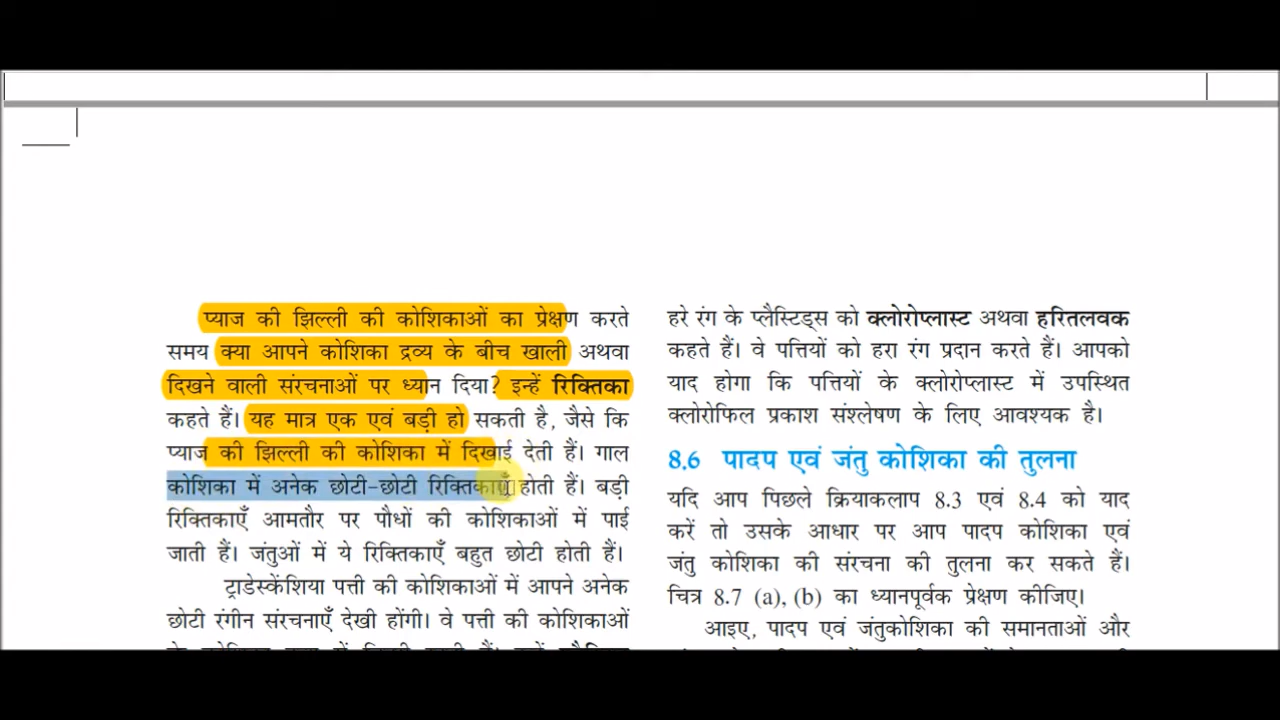 प्याज की झिल्ली की कोशिकाओं का प्रेक्षण करते
समय क्या आपने कोशिका द्रव्य के बीच खाली अथवा
दिखने वाली संरचनाओं पर ध्यान दिया? इन्हें रिक्तिका
कहते हैं। यह मात्र एक एवं बड़ी हो सकती है, जैसे कि
प्याज की झिल्ली की कोशिका में दिखाई देती हैं। गाल
कोशिका में अनेक छोटी-छोटी रिक्तिकाएँ होती हैं। बड़ी
रिक्तिकाएँ आमतौर पर पौधों की कोशिकाओं में पाई
जाती हैं। जंतुओं में ये रिक्तिकाएँ बहुत छोटी होती हैं।
ट्राडेस्केंशिया पत्ती की कोशिकाओं में आपने अनेक
छोटी रंगीन संरचनाएँ देखी होंगी। वे पत्ती की कोशिकाओं
हरे रंग के प्लैस्टिड्स को क्लोरोप्लास्ट अथवा हरितलवक
कहते हैं। वे पत्तियों को हरा रंग प्रदान करते हैं। आपको
याद होगा कि पत्तियों के क्लोरोप्लास्ट में उपस्थित
क्लोरोफिल प्रकाश संश्लेषण के लिए आवश्यक है।
8.6 पादप एवं जंतु कोशिका की तुलना
यदि आप पिछले क्रियाकलाप 8.3 एवं 8.4 को याद
करें तो उसके आधार पर आप पादप कोशिका एवं
जंतु कोशिका की संरचना की तुलना कर सकते हैं।
चित्र 8.7 (a), (b) का ध्यानपूर्वक प्रेक्षण कीजिए।
आइए, पादप एवं जंतुकोशिका की समानताओं और